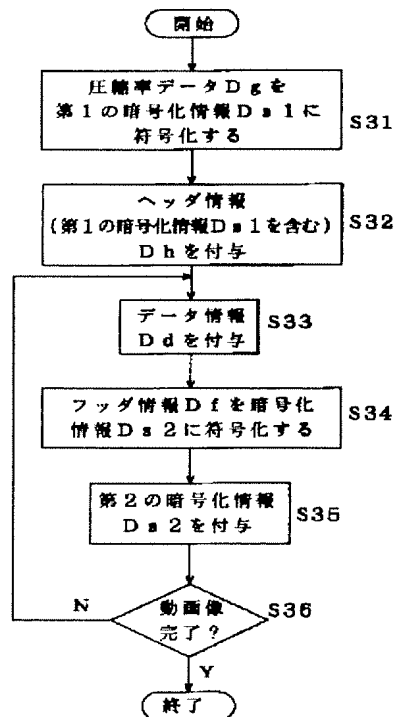 開始
圧縮率データDgを
第1の暗号化情報Ds1に
符号化する
S31
ヘッダ情報
(第1の暗号化情報Ds1を含む)
Dhを付与
S32
データ情報
Ddを付与
S33
フッダ情報Dfを暗号化
情報Ds2に符号化する
S34
第2の暗号化情報
Ds2を付与
S35
動画像
完了?
S36
N
Y
終了